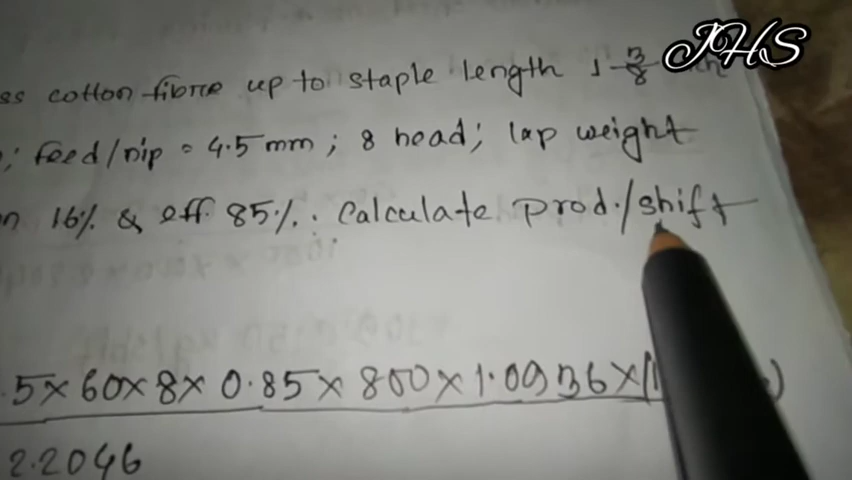 JHS
ss cotton fibre up to staple length 1 3/8
; feed/nip = 4.5 mm; 8 head; lap weight
n 16% & eff. 85%. Calculate Prod./shift
.5 × 60 × 8 × 0.85 × 800 × 1.0936 × (1
2.2046